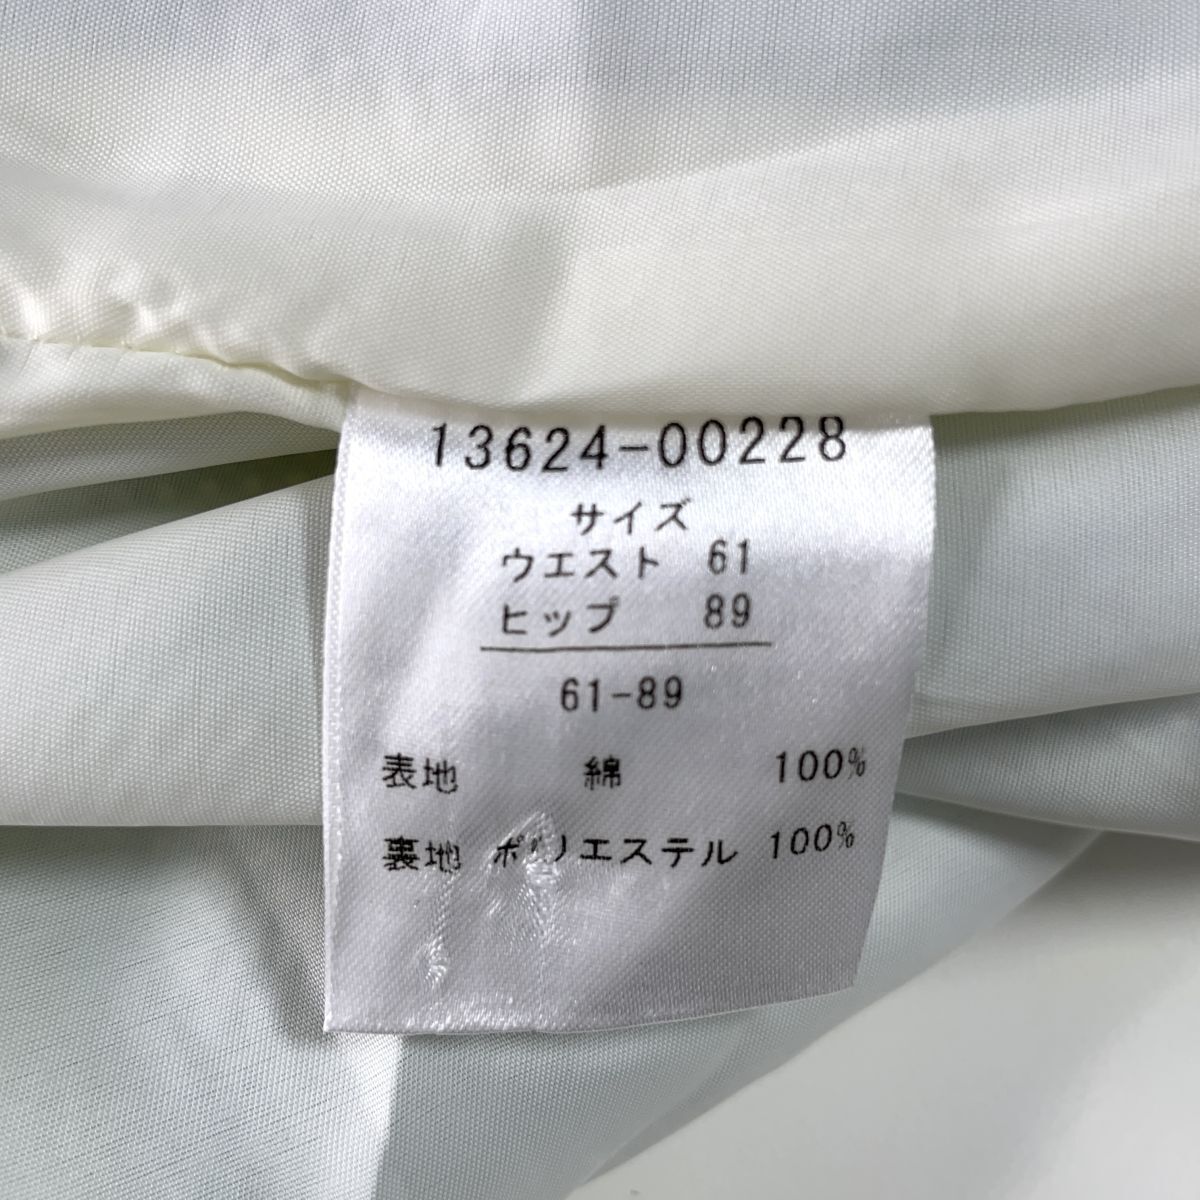 13624-00228
サイズ
ウエスト 61
ヒップ 89
61-89
表地 綿 100%
裏地 ポリエステル 100%